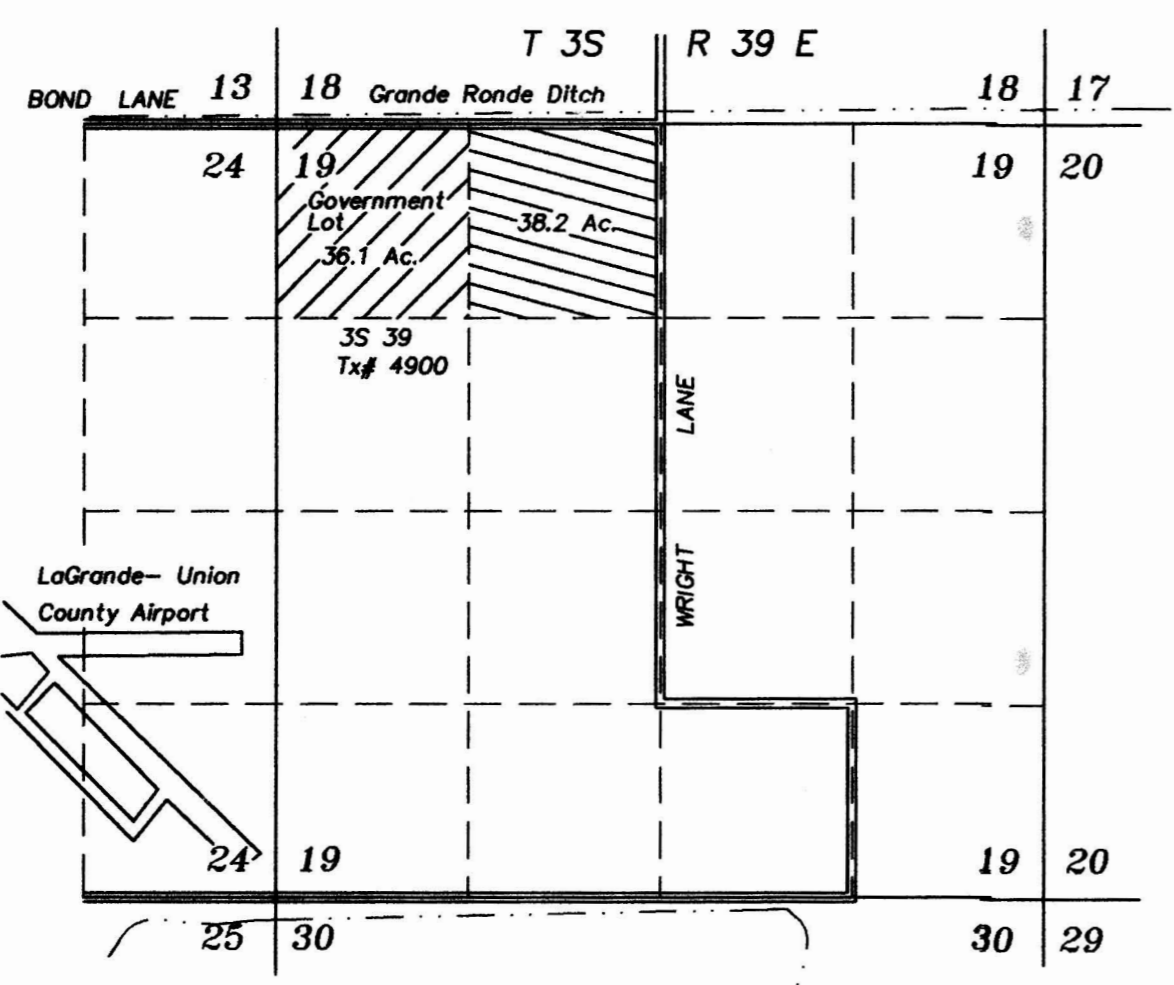 T 3S R 39 E
BOND LANE 13 18 Grande Ronde Ditch 18 17
24 19 19 20
Government
Lot 38.2 Ac.
36.1 Ac.
3S 39
Tx# 4900
WRIGHT LANE
LaGrande- Union
County Airport
24 19 19 20
25 30 30 29